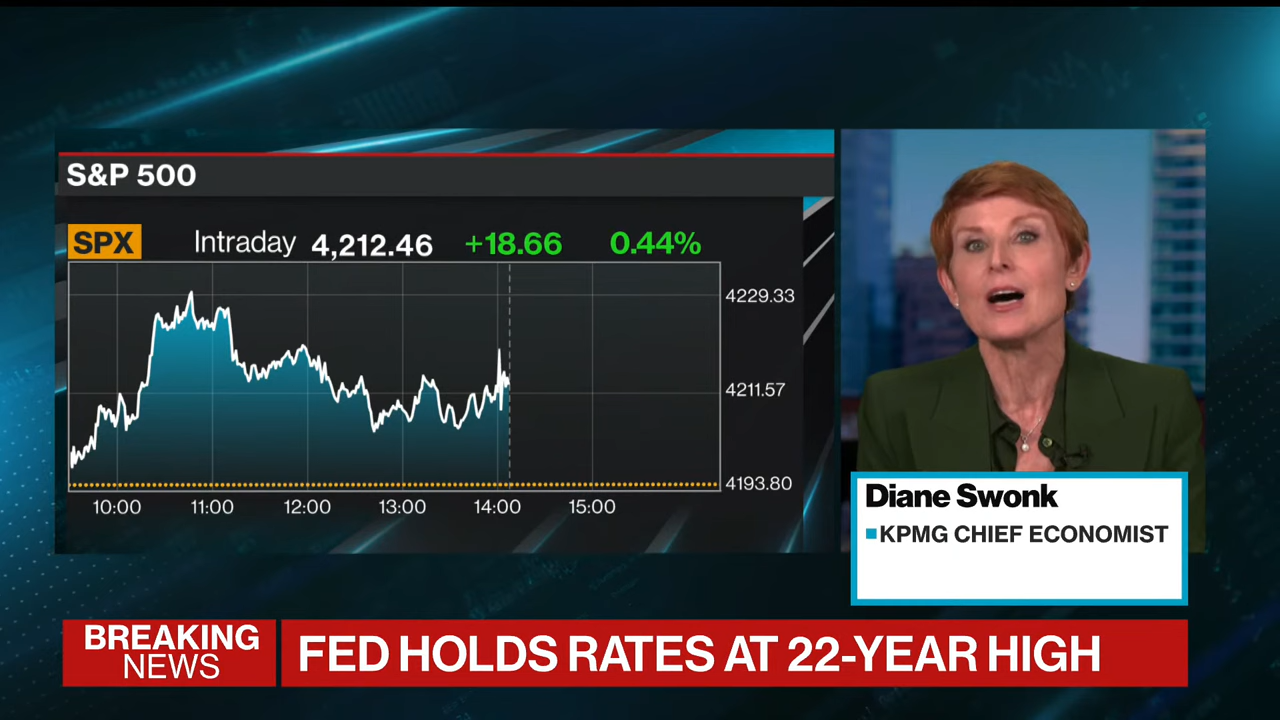 S&P 500
SPX Intraday 4,212.46 +18.66 0.44%
4229.33
4211.57
4193.80
10:00 11:00 12:00 13:00 14:00 15:00
Diane Swonk
KPMG CHIEF ECONOMIST
BREAKING
NEWS
FED HOLDS RATES AT 22-YEAR HIGH